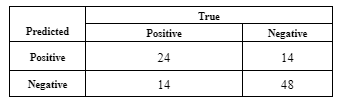 True
Predicted Positive Negative
Positive 24 14
Negative 14 48